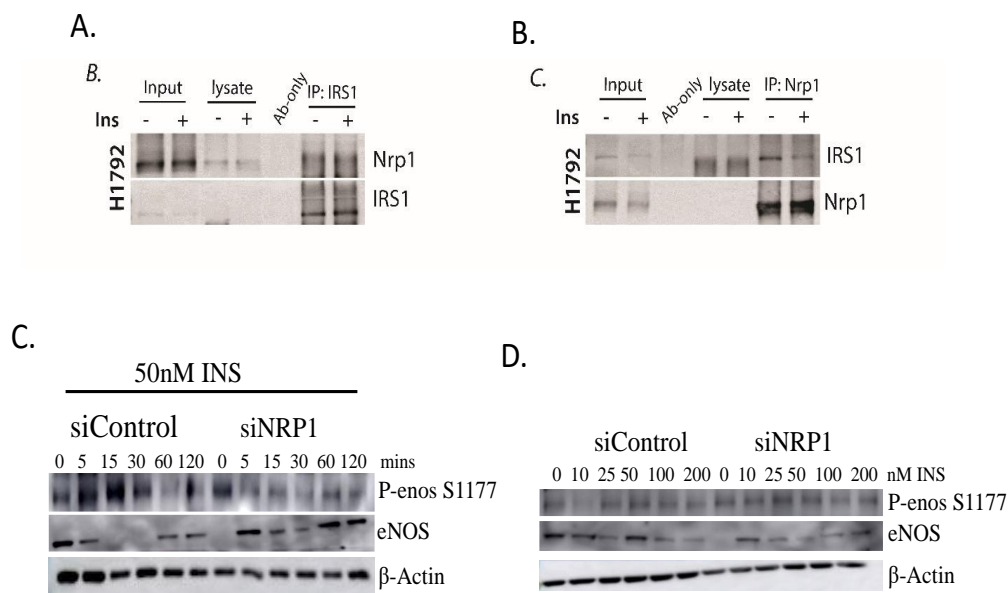 A.
B.
Input lysate Ab-only IP: IRS1
Ins - + - + - +
H1792
Nrp1
IRS1
B.
C.
Input Ab-only lysate IP: Nrp1
Ins - + - + - +
H1792
IRS1
Nrp1
C.
50nM INS
siControl siNRP1
0 5 15 30 60 120 0 5 15 30 60 120 mins
P-enos S1177
eNOS
β-Actin
D.
siControl siNRP1
0 10 25 50 100 200 0 10 25 50 100 200 nM INS
P-enos S1177
eNOS
β-Actin